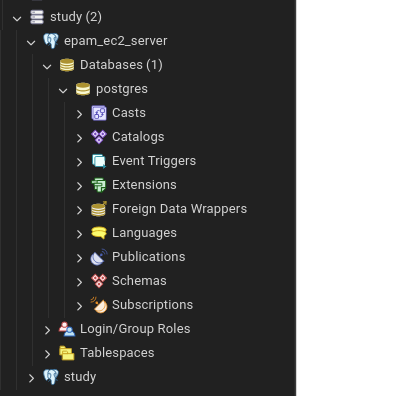 study (2)
epam_ec2_server
Databases (1)
postgres
Casts
Catalogs
Event Triggers
Extensions
Foreign Data Wrappers
Languages
Publications
Schemas
Subscriptions
Login/Group Roles
Tablespaces
study